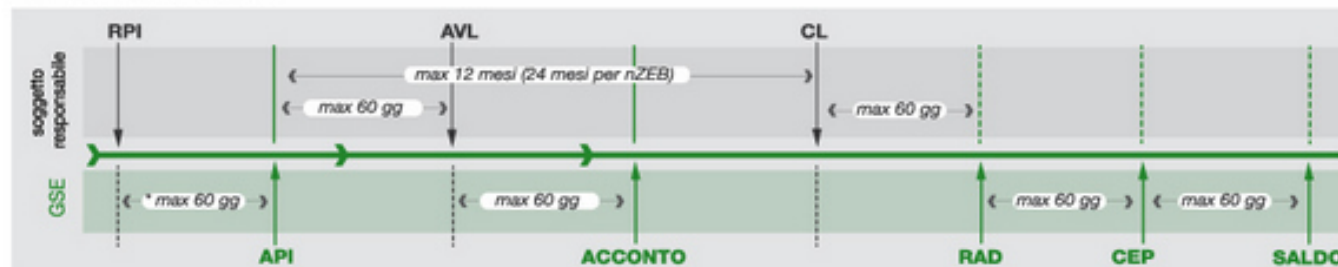 RPI AVL CL
soggetto
responsabile
max 12 mesi (24 mesi per nZEB)
max 60 gg
max 60 gg
GSE
* max 60 gg
max 60 gg
max 60 gg
max 60 gg
API ACCONTO RAD CEP SALDO